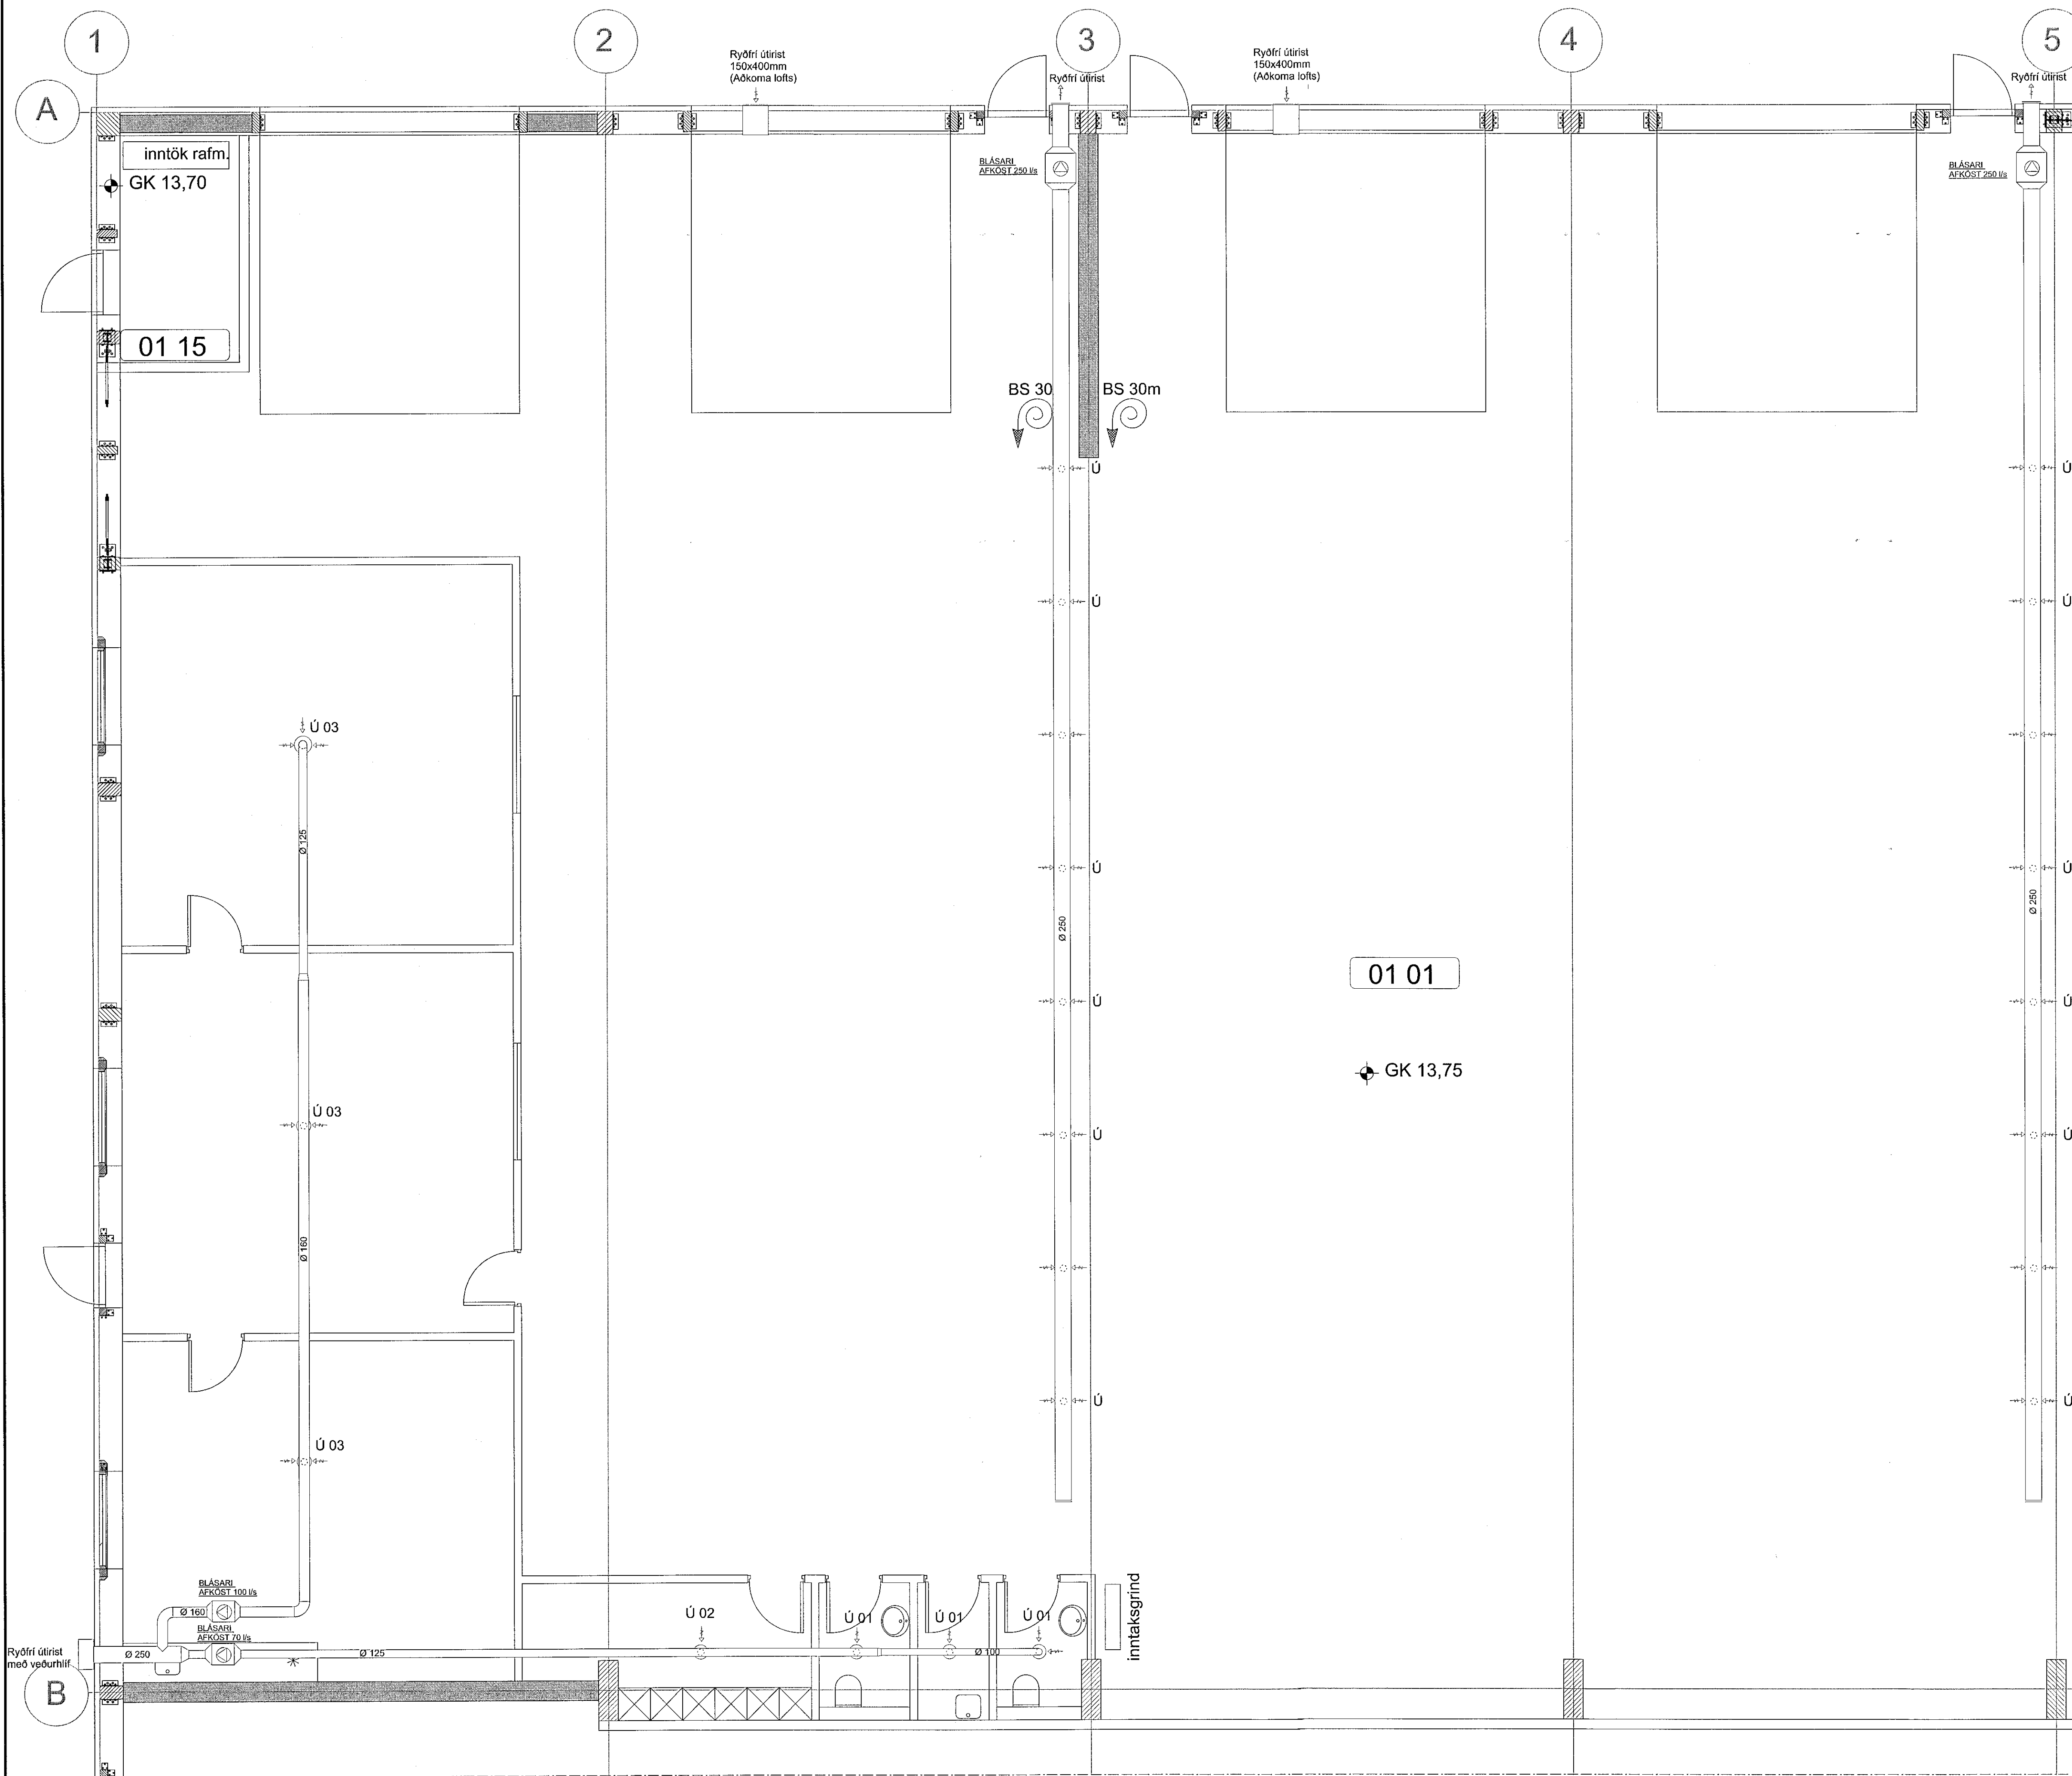 1
2
3
4
5
A
Ryðfrí útirist
150x400mm
(Aðkoma lofts)
Ryðfrí útirist
Ryðfrí útirist
150x400mm
(Aðkoma lofts)
Ryðfrí útirist
inntök rafm.
GK 13,70
BLÁSARI
AFKÖST 250 l/s
BLÁSARI
AFKÖST 250 l/s
01 15
BS 30
BS 30m
Ú
Ú
Ú
Ú
Ú 03
Ø 125
Ú
Ú
Ø 250
Ø 250
01 01
Ú
Ú
GK 13,75
Ú 03
Ú
Ú
Ø 160
Ú
Ú
Ú 03
BLÁSARI
AFKÖST 100 l/s
Ø 160
BLÁSARI
AFKÖST 70 l/s
Ú 02
Ú 01
Ú 01
Ú 01
inntaksgrind
Ryðfrí útirist
með veðurhlíf
Ø 250
Ø 125
Ø 100
B